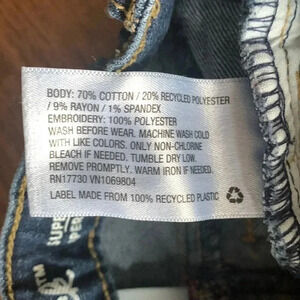 BODY: 70% COTTON / 20% RECYCLED POLYESTER
/ 9% RAYON / 1% SPANDEX
EMBROIDERY: 100% POLYESTER
WASH BEFORE WEAR. MACHINE WASH COLD
WITH LIKE COLORS. ONLY NON-CHLORINE
BLEACH IF NEEDED. TUMBLE DRY LOW.
REMOVE PROMPTLY. WARM IRON IF NEEDED.
RN17730 VN1069804
LABEL MADE FROM 100% RECYCLED PLASTIC